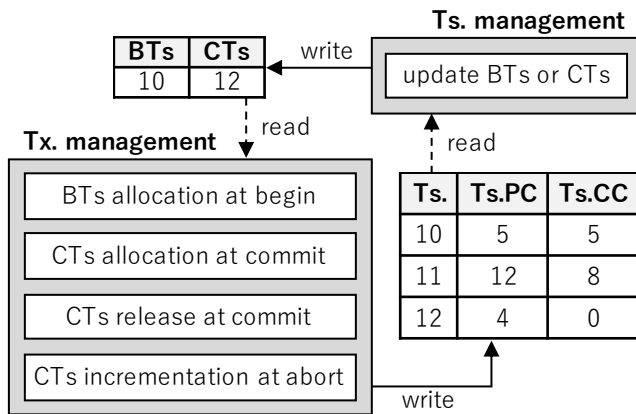 Ts. management
BTs CTs
10 12
write
update BTs or CTs
read
Tx. management
read
BTs allocation at begin
CTs allocation at commit
CTs release at commit
CTs incrementation at abort
Ts. Ts.PC Ts.CC
10 5 5
11 12 8
12 4 0
write